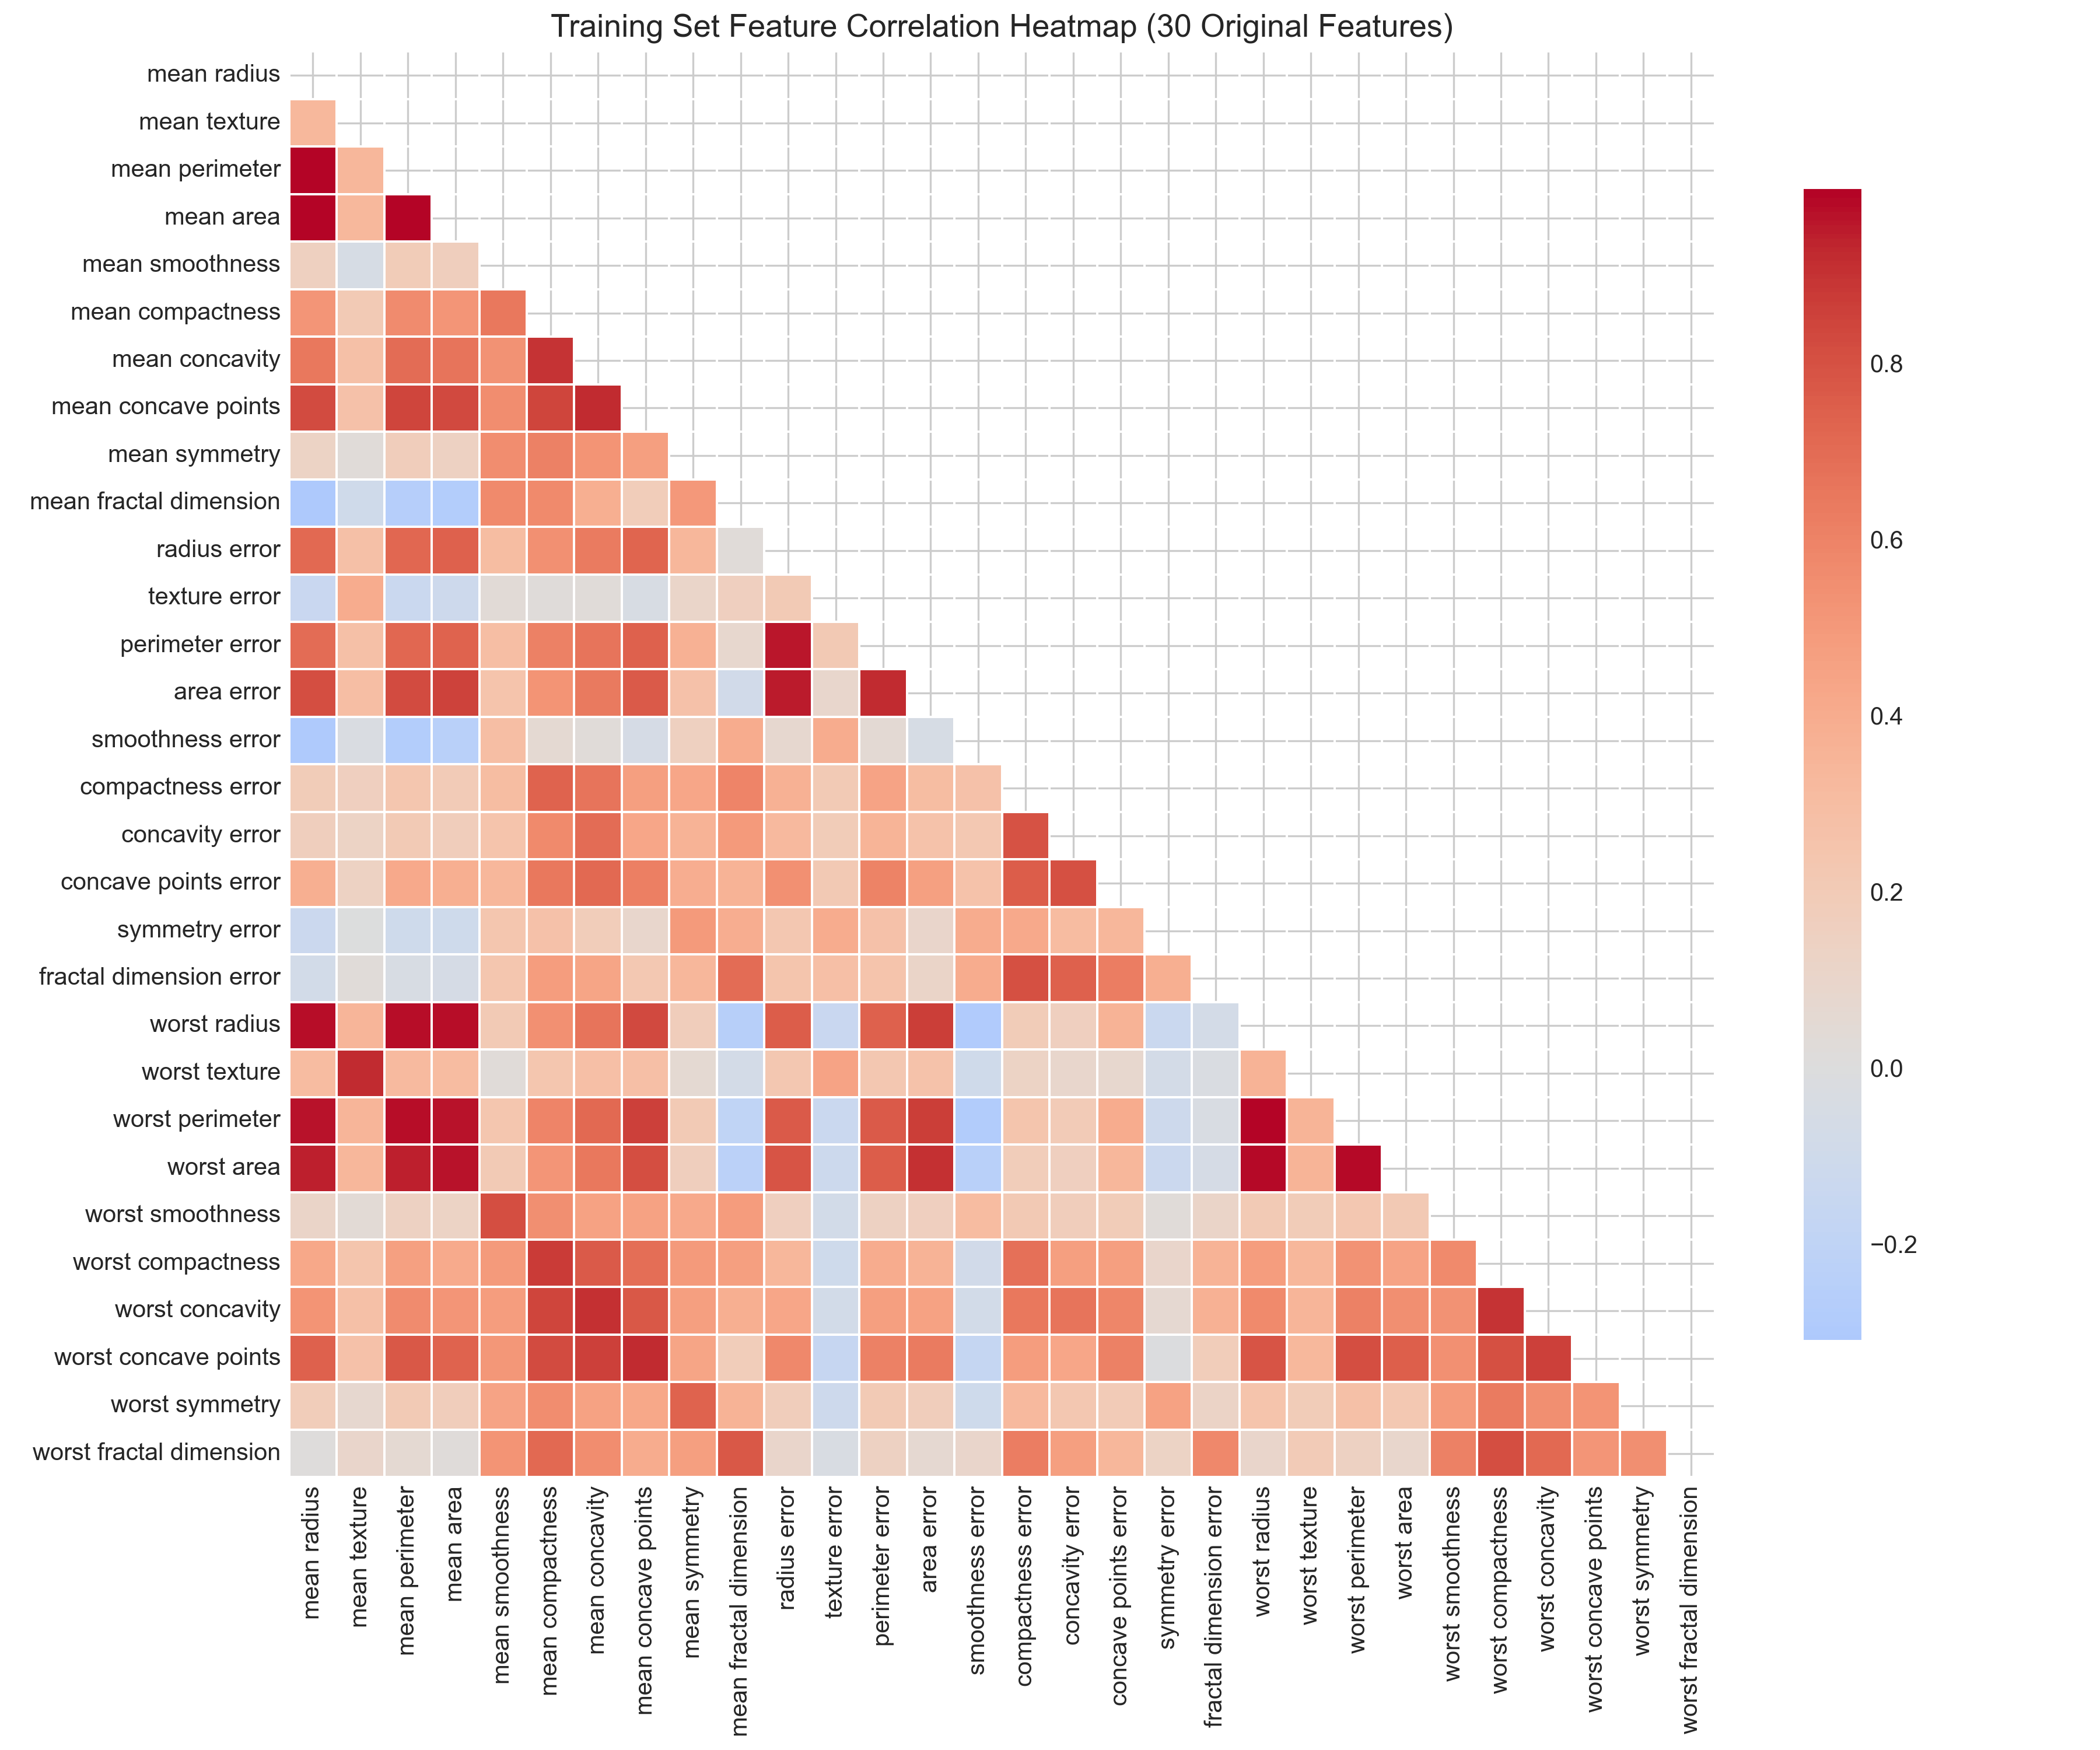 Training Set Feature Correlation Heatmap (30 Original Features)
mean radius
mean texture
mean perimeter
mean area
mean smoothness
mean compactness
mean concavity
mean concave points
mean symmetry
mean fractal dimension
radius error
texture error
perimeter error
area error
smoothness error
compactness error
concavity error
concave points error
symmetry error
fractal dimension error
worst radius
worst texture
worst perimeter
worst area
worst smoothness
worst compactness
worst concavity
worst concave points
worst symmetry
worst fractal dimension
mean radius
mean texture
mean perimeter
mean area
mean smoothness
mean compactness
mean concavity
mean concave points
mean symmetry
mean fractal dimension
radius error
texture error
perimeter error
area error
smoothness error
compactness error
concavity error
concave points error
symmetry error
fractal dimension error
worst radius
worst texture
worst perimeter
worst area
worst smoothness
worst compactness
worst concavity
worst concave points
worst symmetry
worst fractal dimension
0.8
0.6
0.4
0.2
0.0
−0.2